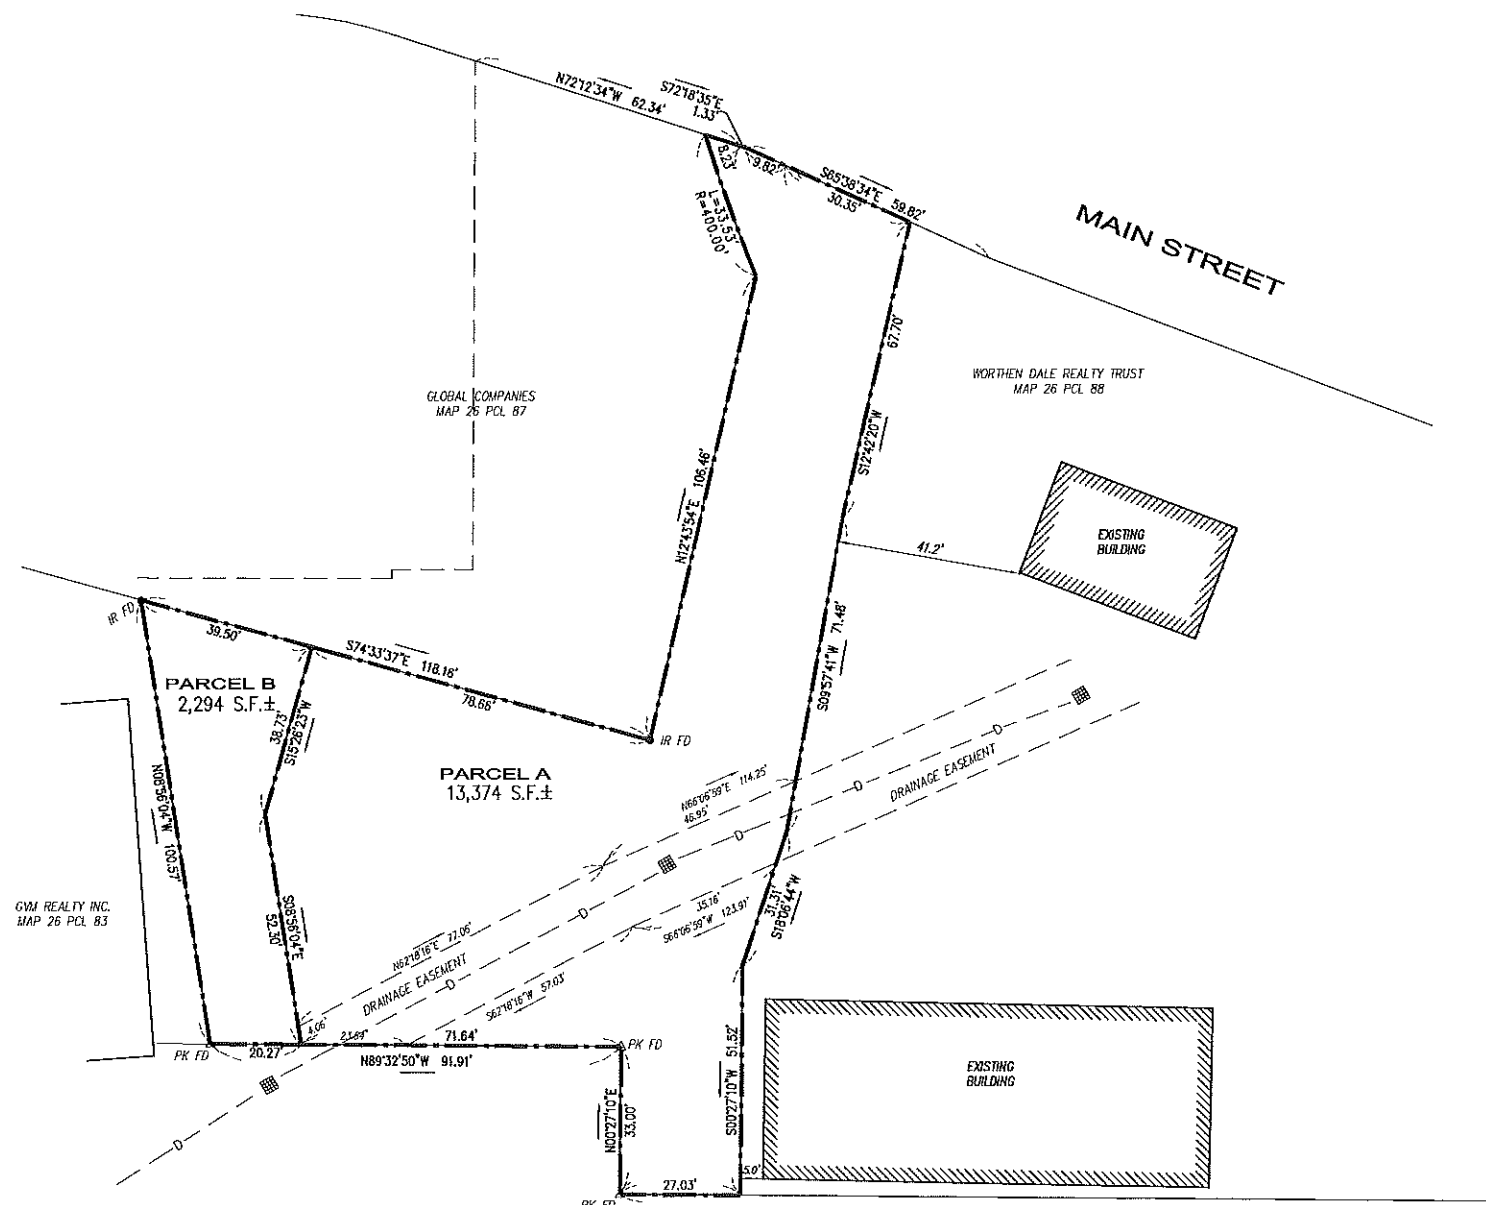 N72°12'34"W 62.34'
S72°18'35"E
1.33'
8.23'
9.82'
S65°38'34"E 59.82'
30.35'
L=33.53'
R=400.00'
MAIN STREET
67.70'
S12°42'20"W
WORTHEN DALE REALTY TRUST
MAP 26 PCL 88
GLOBAL COMPANIES
MAP 26 PCL 87
N12°43'54"E 106.46'
EXISTING
BUILDING
41.2'
IR FD
39.50'
S74°33'37"E 118.16'
78.66'
S09°57'41"W 71.48'
PARCEL B
2,294 S.F.±
38.73'
S15°26'23"W
IR FD
PARCEL A
13,374 S.F.±
N66°06'59"E 114.25'
46.95'
D
D
DRAINAGE EASEMENT
D
N08°56'04"W 100.57'
GVM REALTY INC.
MAP 26 PCL 83
S08°56'04"E
52.30'
31.31'
S18°06'44"W
35.16'
S66°06'59"W 123.91'
D
N62°18'16"E 77.06'
DRAINAGE EASEMENT
D
S62°18'16"W 57.03'
4.06'
23.64'
71.64'
PK FD
20.27'
N89°32'50"W 91.91'
PK FD
S00°27'10"W 51.52'
EXISTING
BUILDING
N00°27'10"E
33.00'
D
5.0'
27.03'
PK FD